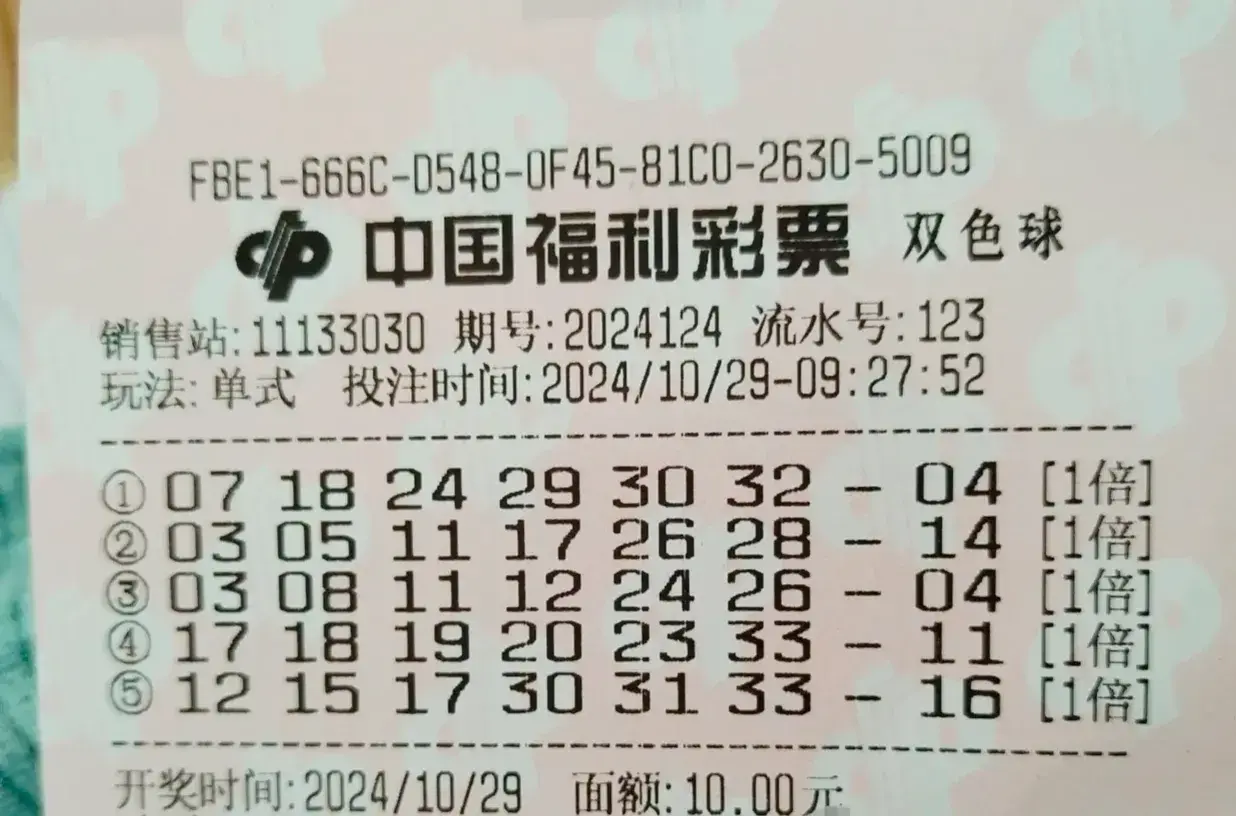 FBE1-666C-D548-0F45-81C0-2630-5009
中国福利彩票 双色球
销售站:11133030 期号:2024124 流水号:123
玩法:单式 投注时间:2024/10/29-09:27:52
① 07 18 24 29 30 32 - 04 [1倍]
② 03 05 11 17 26 28 - 14 [1倍]
③ 03 08 11 12 24 26 - 04 [1倍]
④ 17 18 19 20 23 33 - 11 [1倍]
⑤ 12 15 17 30 31 33 - 16 [1倍]
开奖时间:2024/10/29 面额:10.00元